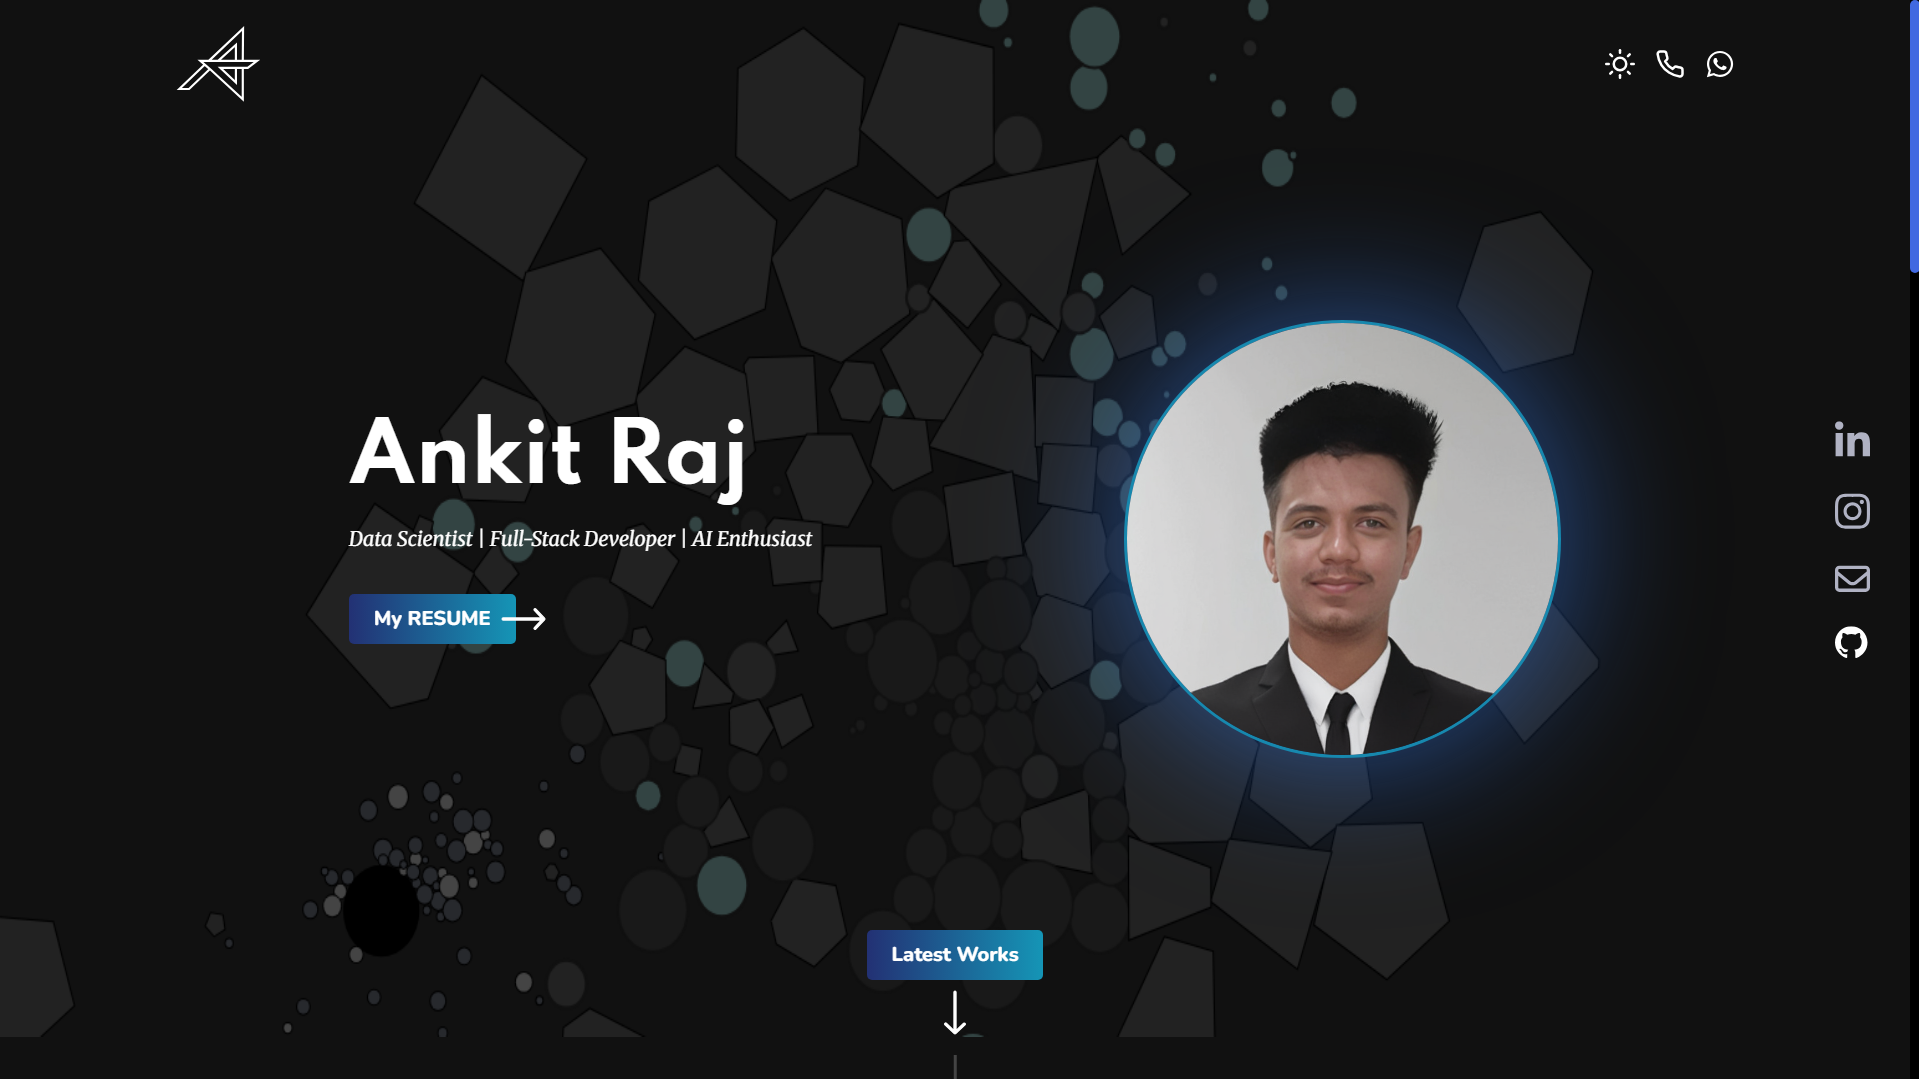 Ankit Raj
Data Scientist | Full-Stack Developer | AI Enthusiast
My RESUME
Latest Works